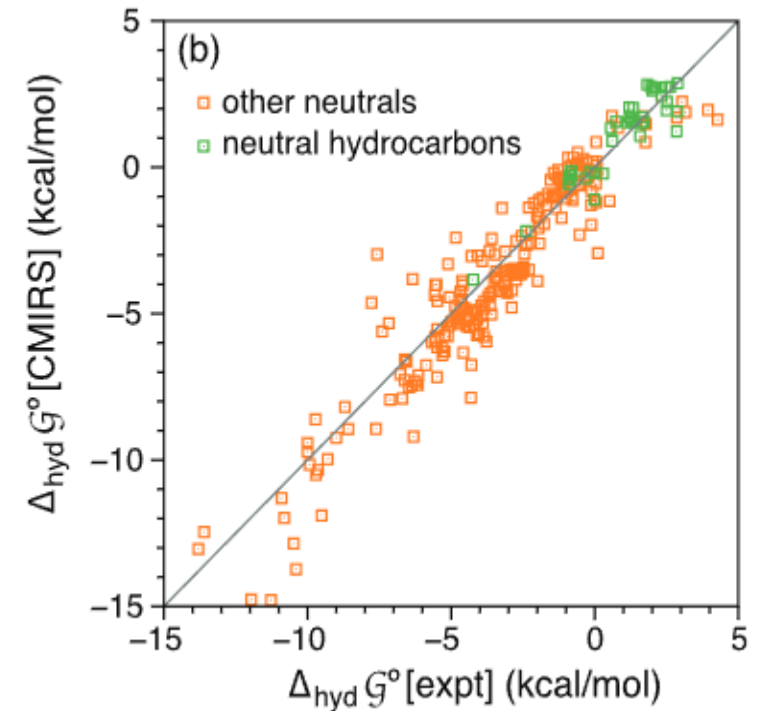 (b)
other neutrals
neutral hydrocarbons
Δhyd 𝒢° [CMIRS] (kcal/mol)
5
0
−5
−10
−15
−15 −10 −5 0 5
Δhyd 𝒢° [expt] (kcal/mol)